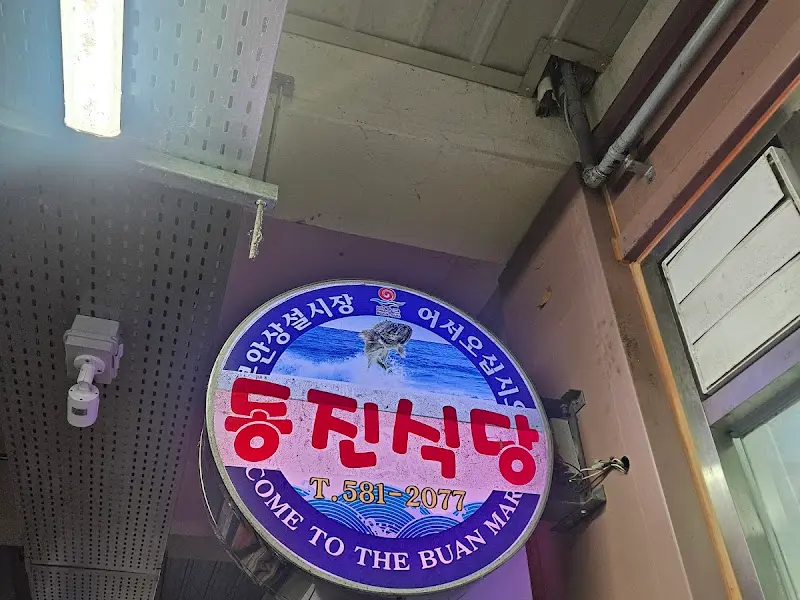 부안상설시장 어서오십시오
동진식당
T.581-2077
COME TO THE BUAN MAR